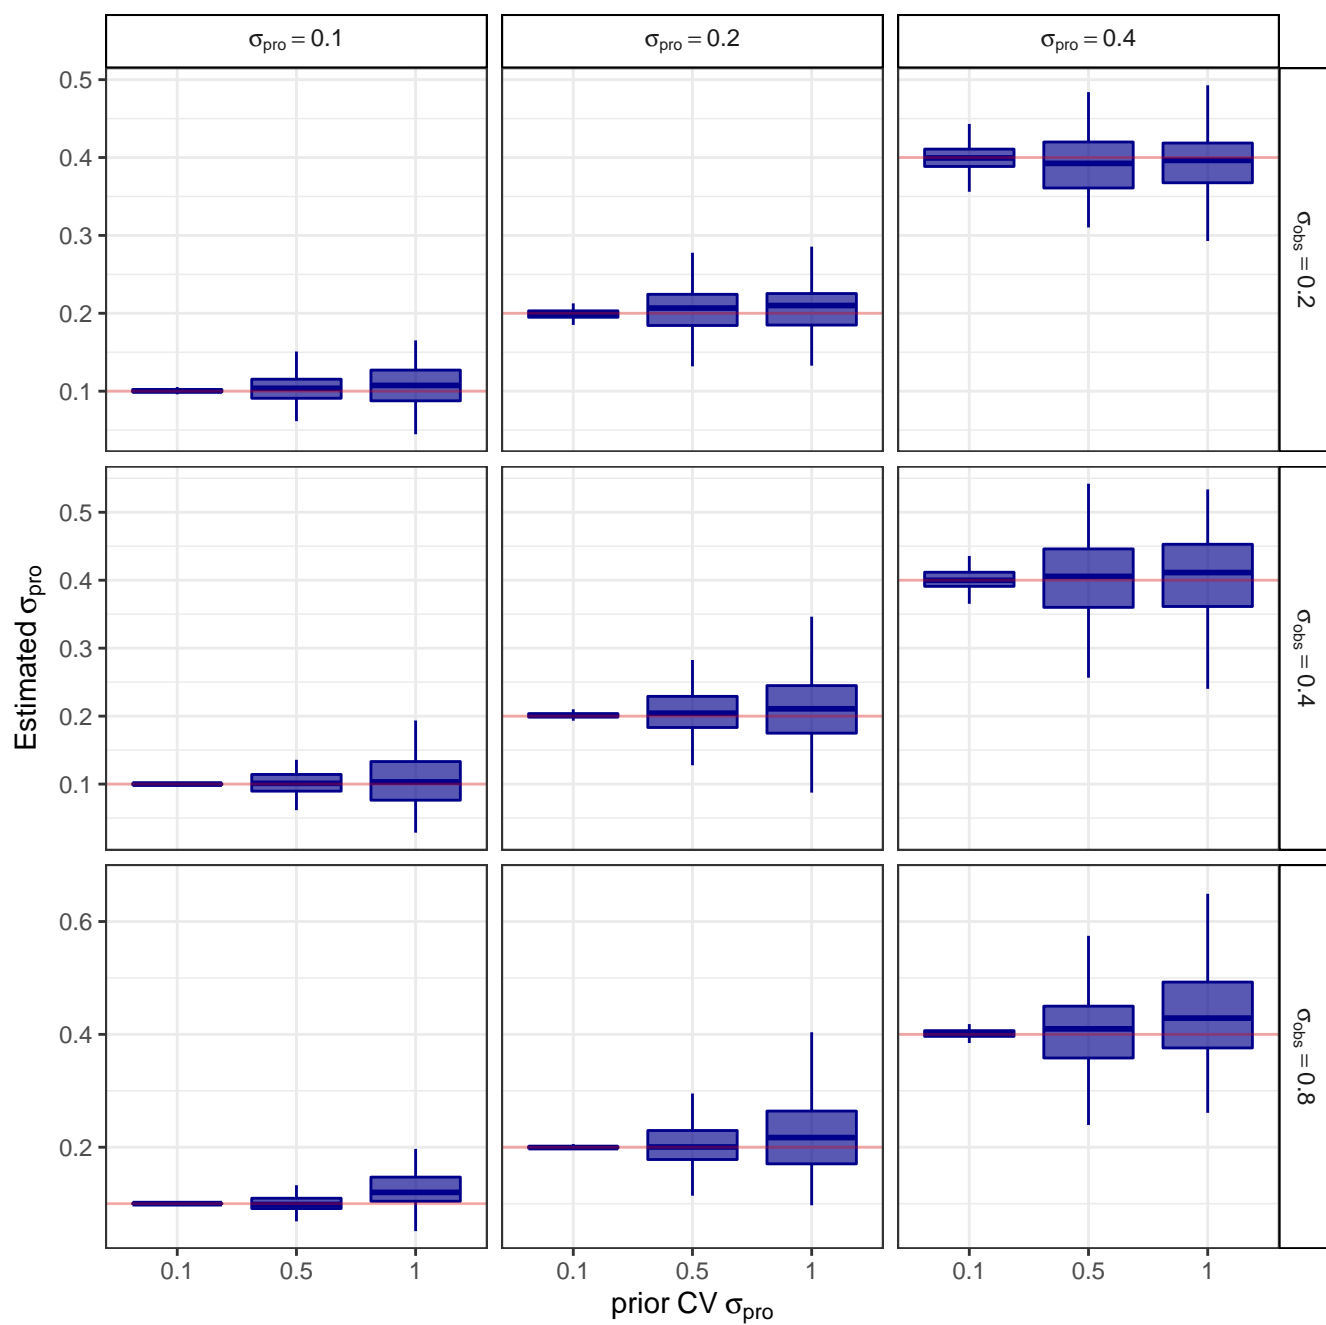 σpro = 0.1
σpro = 0.2
σpro = 0.4
0.5
0.4
0.3
0.2
0.1
σobs = 0.2
0.5
0.4
0.3
0.2
0.1
σobs = 0.4
0.6
0.4
0.2
σobs = 0.8
Estimated σpro
0.1 0.5 1
0.1 0.5 1
0.1 0.5 1
prior CV σpro